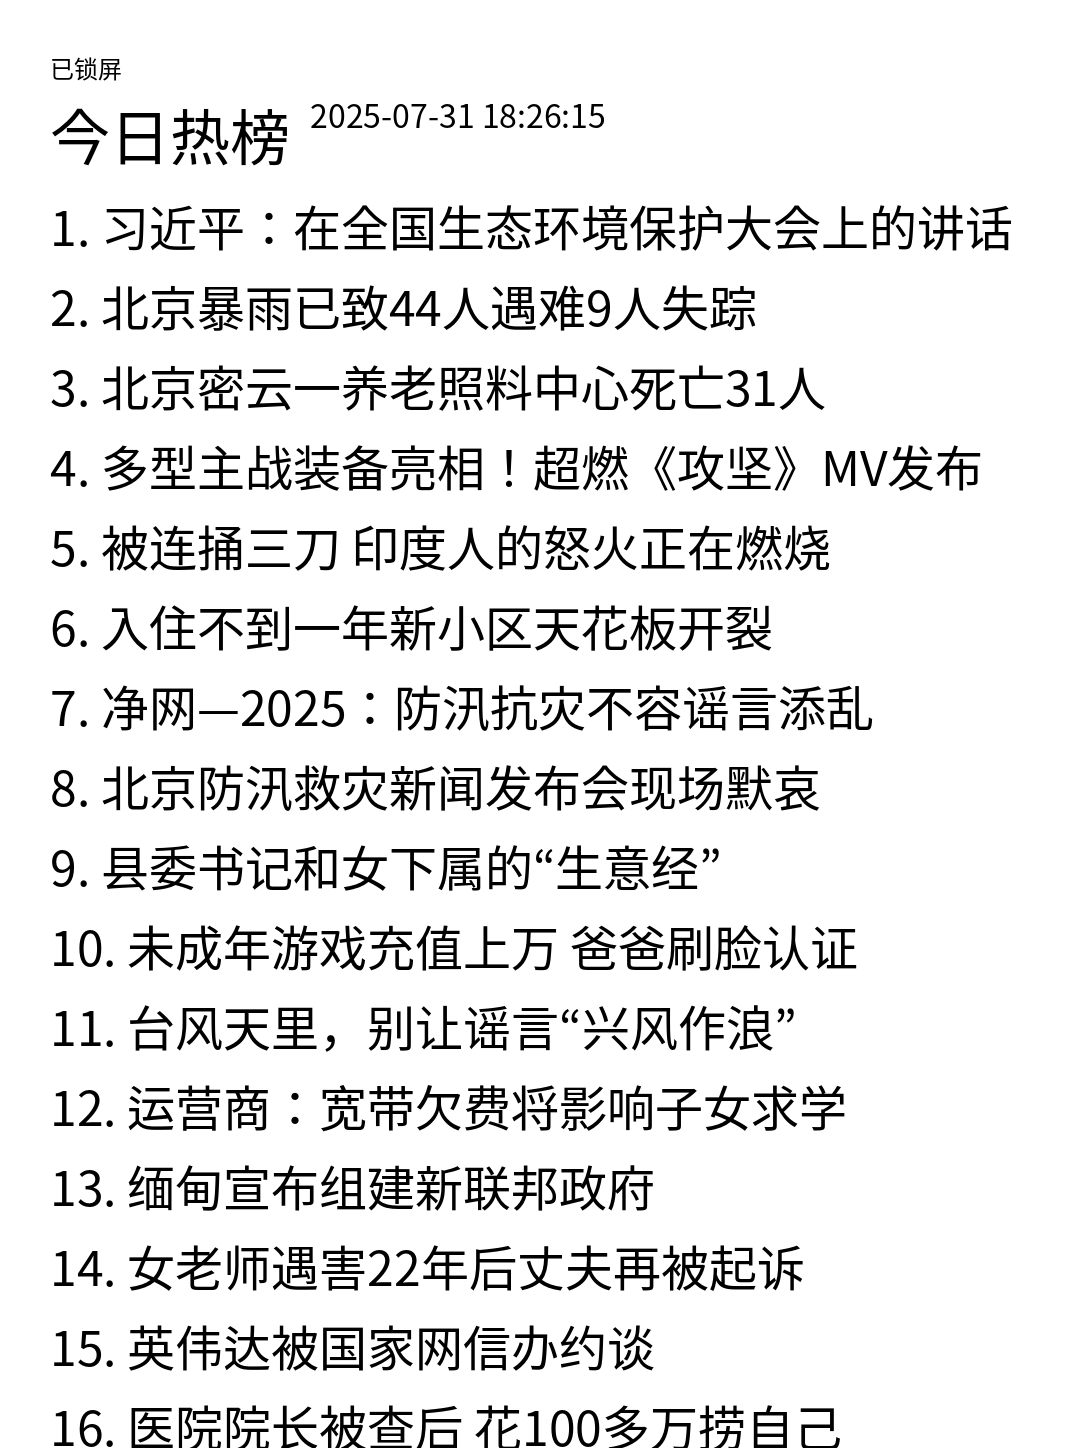 已锁屏
今日热榜 2025-07-31 18:26:15
1. 习近平：在全国生态环境保护大会上的讲话
2. 北京暴雨已致44人遇难9人失踪
3. 北京密云一养老照料中心死亡31人
4. 多型主战装备亮相！超燃《攻坚》MV发布
5. 被连捅三刀 印度人的怒火正在燃烧
6. 入住不到一年新小区天花板开裂
7. 净网—2025：防汛抗灾不容谣言添乱
8. 北京防汛救灾新闻发布会现场默哀
9. 县委书记和女下属的“生意经”
10. 未成年游戏充值上万 爸爸刷脸认证
11. 台风天里，别让谣言“兴风作浪”
12. 运营商：宽带欠费将影响子女求学
13. 缅甸宣布组建新联邦政府
14. 女老师遇害22年后丈夫再被起诉
15. 英伟达被国家网信办约谈
16. 医院院长被查后 花100多万捞自己